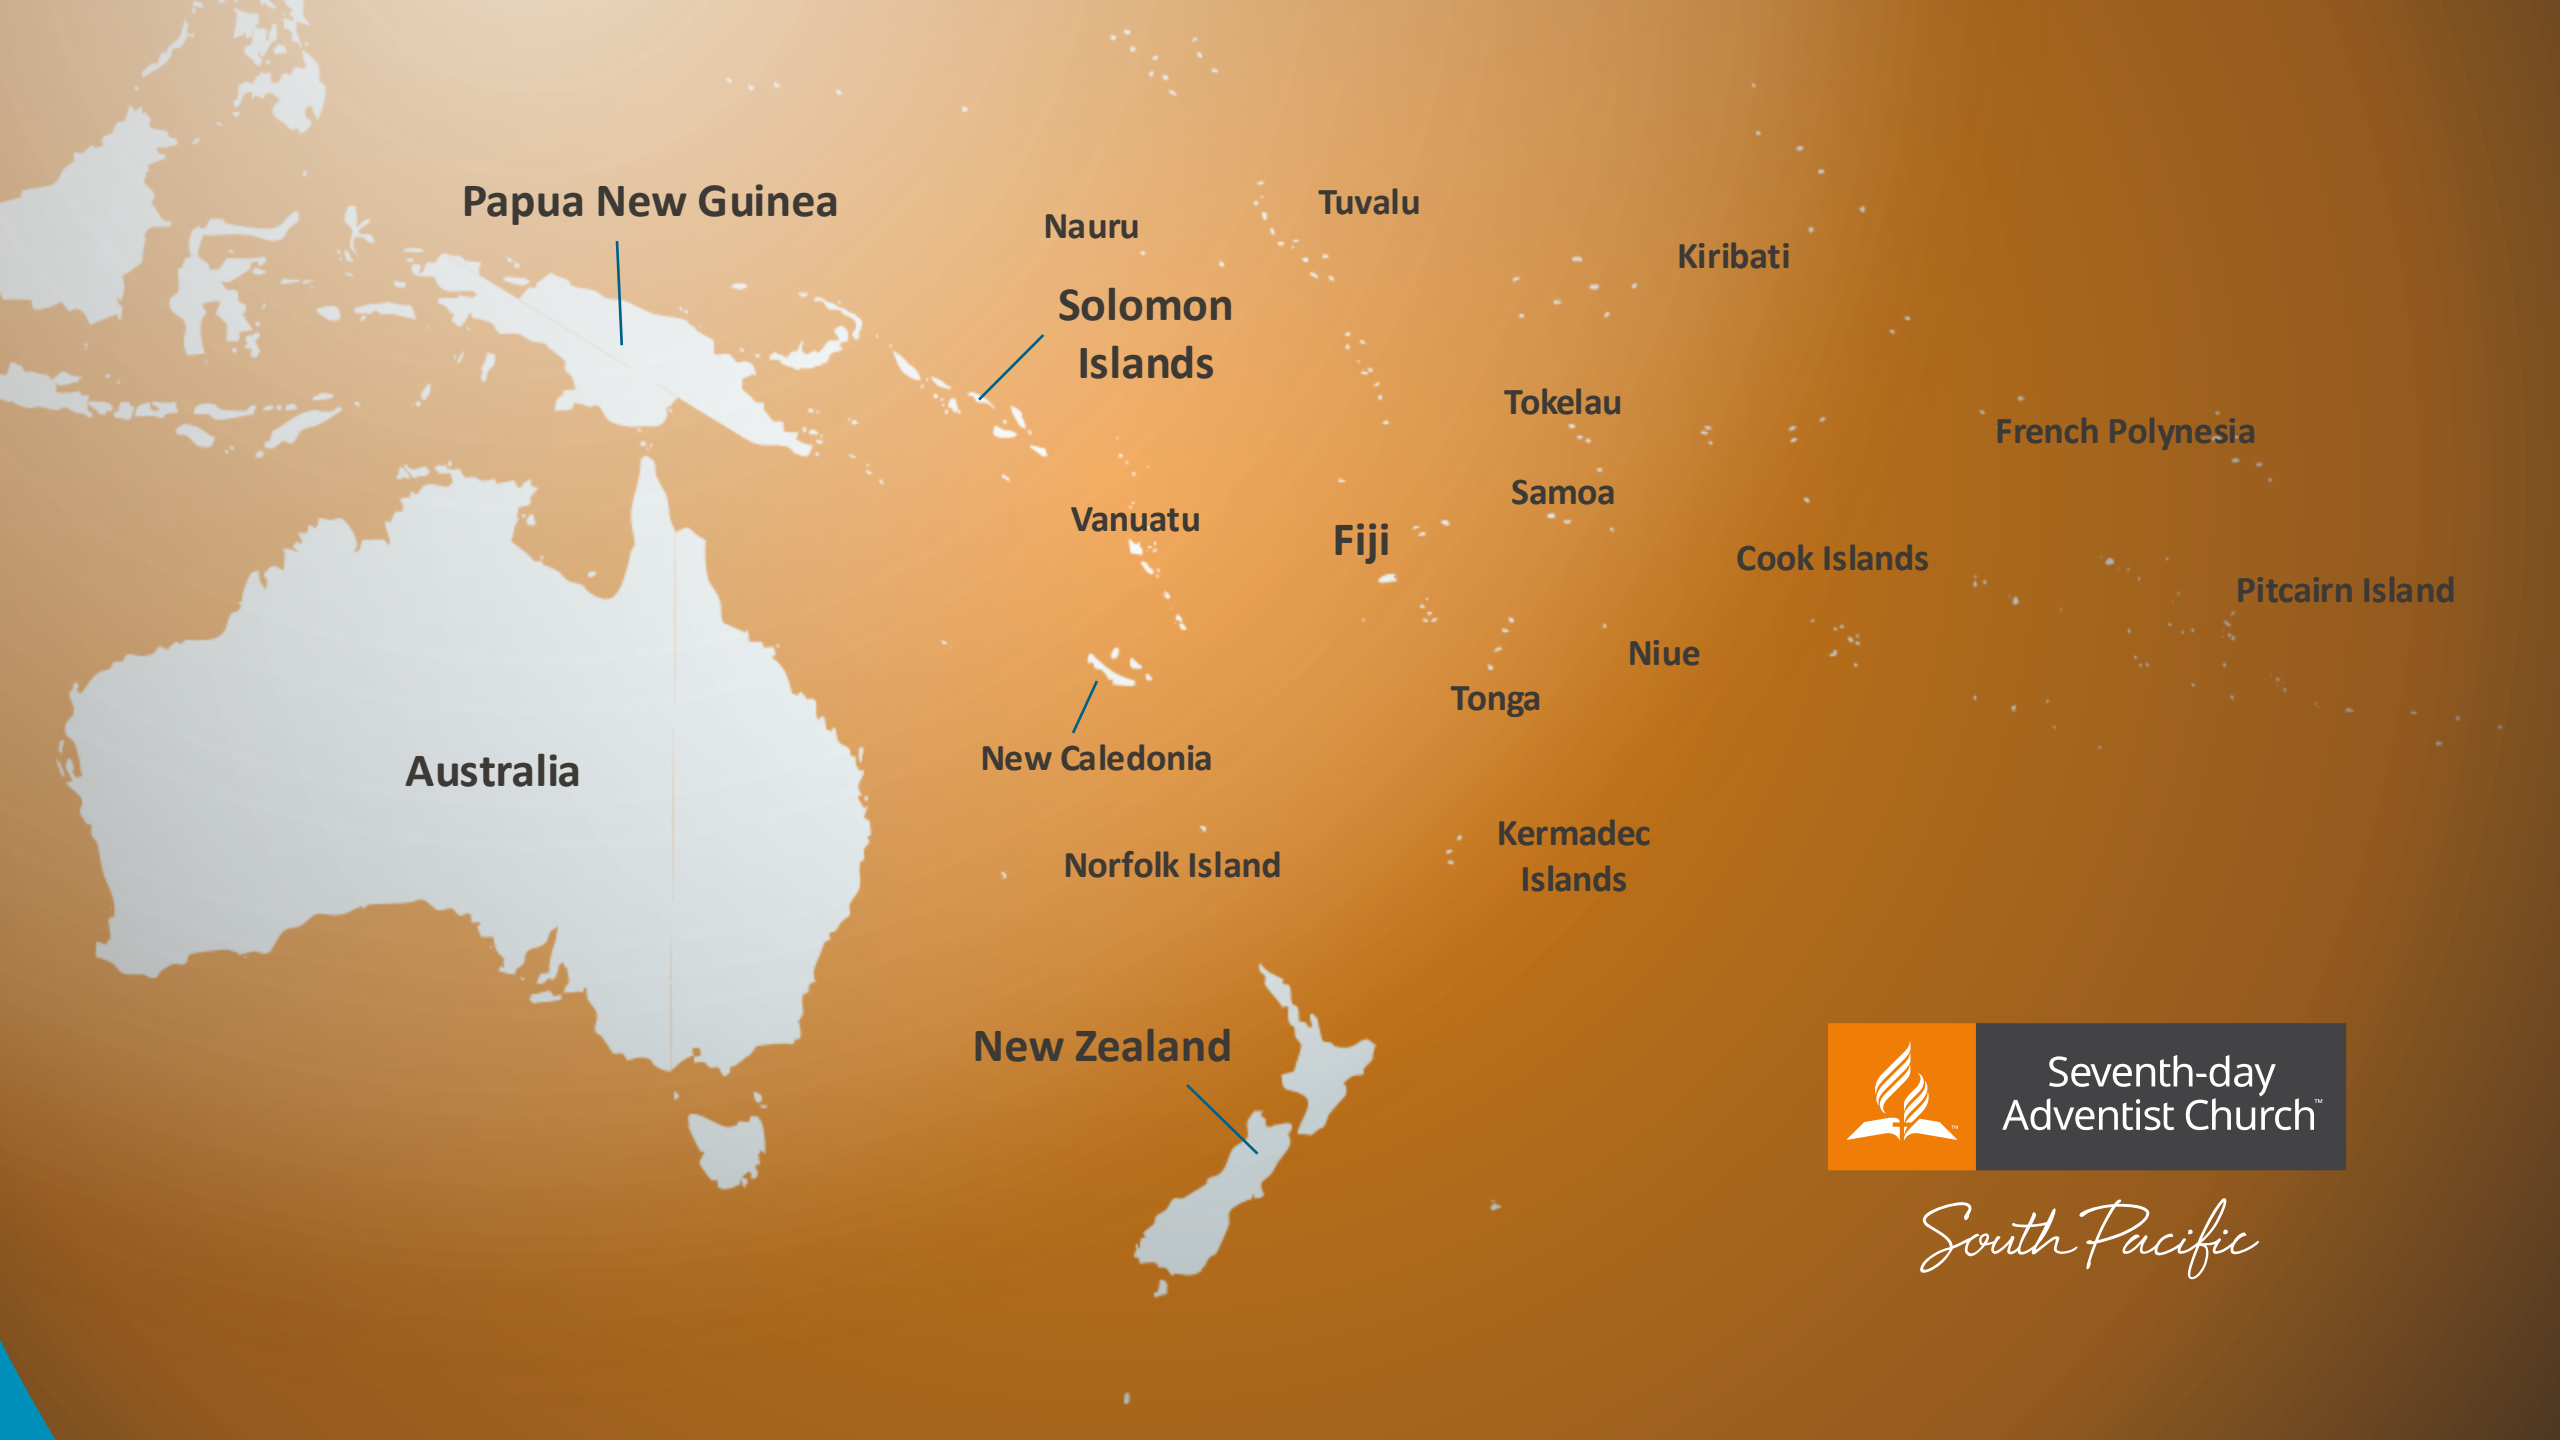 Papua New Guinea
Nauru
Tuvalu
Kiribati
Solomon
Islands
Tokelau
French Polynesia
Samoa
Vanuatu
Fiji
Cook Islands
Pitcairn Island
Niue
Tonga
Australia
New Caledonia
Norfolk Island
Kermadec
Islands
New Zealand
Seventh-day
Adventist Church™
South Pacific